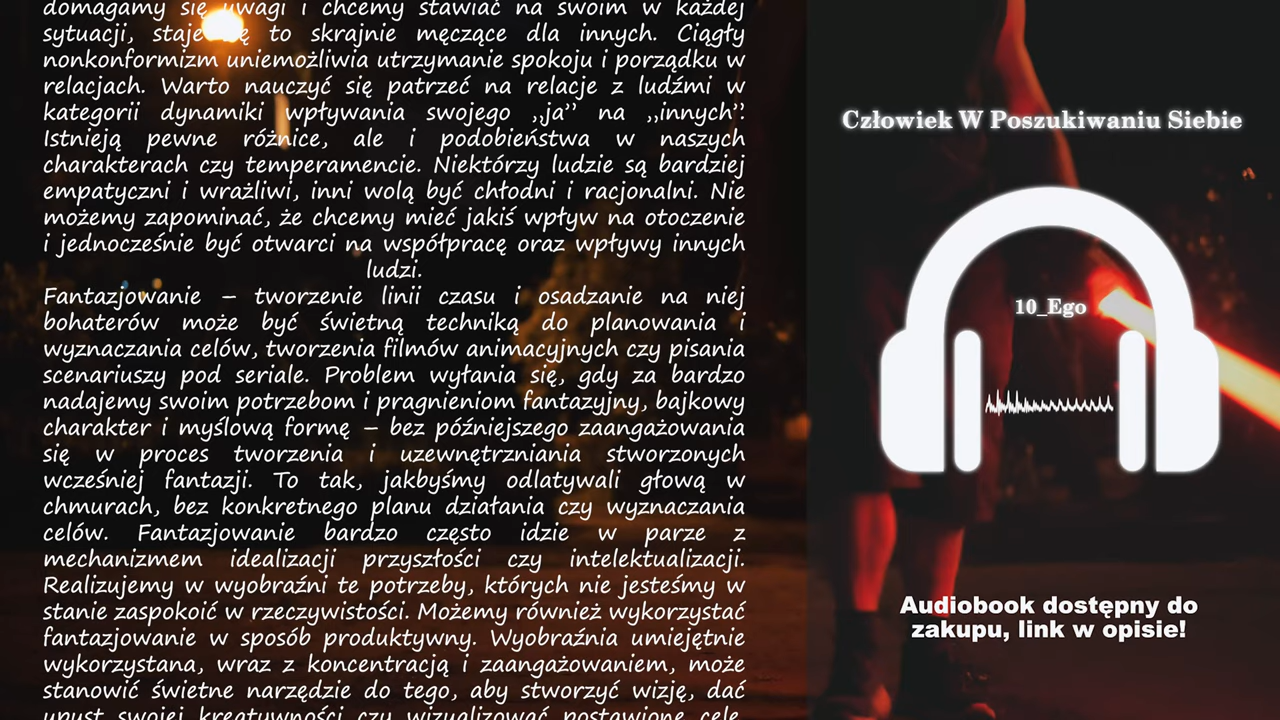 domagamy się uwagi i chcemy stawiać na swoim w każdej
sytuacji, staje się to skrajnie męczące dla innych. Ciągły
nonkonformizm uniemożliwia utrzymanie spokoju i porządku w
relacjach. Warto nauczyć się patrzeć na relacje z ludźmi w
kategorii dynamiki wpływania swojego „ja” na „innych”.
Istnieją pewne różnice, ale i podobieństwa w naszych
charakterach czy temperamencie. Niektórzy ludzie są bardziej
empatyczni i wrażliwi, inni wolą być chłodni i racjonalni. Nie
możemy zapominać, że chcemy mieć jakiś wpływ na otoczenie
i jednocześnie być otwarci na współpracę oraz wpływy innych
ludzi.
Fantazjowanie – tworzenie linii czasu i osadzanie na niej
bohaterów może być świetną techniką do planowania i
wyznaczania celów, tworzenia filmów animacyjnych czy pisania
scenariuszy pod seriale. Problem wyłania się, gdy za bardzo
nadajemy swoim potrzebom i pragnieniom fantazyjny, bajkowy
charakter i myślową formę – bez późniejszego zaangażowania
się w proces tworzenia i uzewnętrzniania stworzonych
wcześniej fantazji. To tak, jakbyśmy odlatywali głową w
chmurach, bez konkretnego planu działania czy wyznaczania
celów. Fantazjowanie bardzo często idzie w parze z
mechanizmem idealizacji przyszłości czy intelektualizacji.
Realizujemy w wyobraźni te potrzeby, których nie jesteśmy w
stanie zaspokoić w rzeczywistości. Możemy również wykorzystać
fantazjowanie w sposób produktywny. Wyobraźnia umiejętnie
wykorzystana, wraz z koncentracją i zaangażowaniem, może
stanowić świetne narzędzie do tego, aby stworzyć wizję, dać
upust swojej kreatywności czy wizualizować postawione cele.
Człowiek W Poszukiwaniu Siebie
10_Ego
Audiobook dostępny do
zakupu, link w opisie!